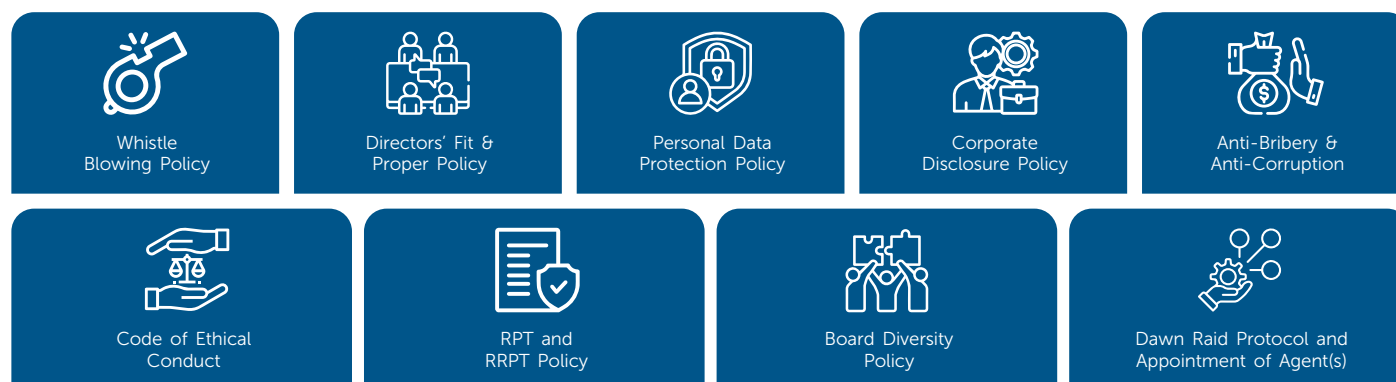 Whistle
Blowing Policy
Directors’ Fit &
Proper Policy
Personal Data
Protection Policy
Corporate
Disclosure Policy
Anti-Bribery &
Anti-Corruption
Code of Ethical
Conduct
RPT and
RRPT Policy
Board Diversity
Policy
Dawn Raid Protocol and
Appointment of Agent(s)